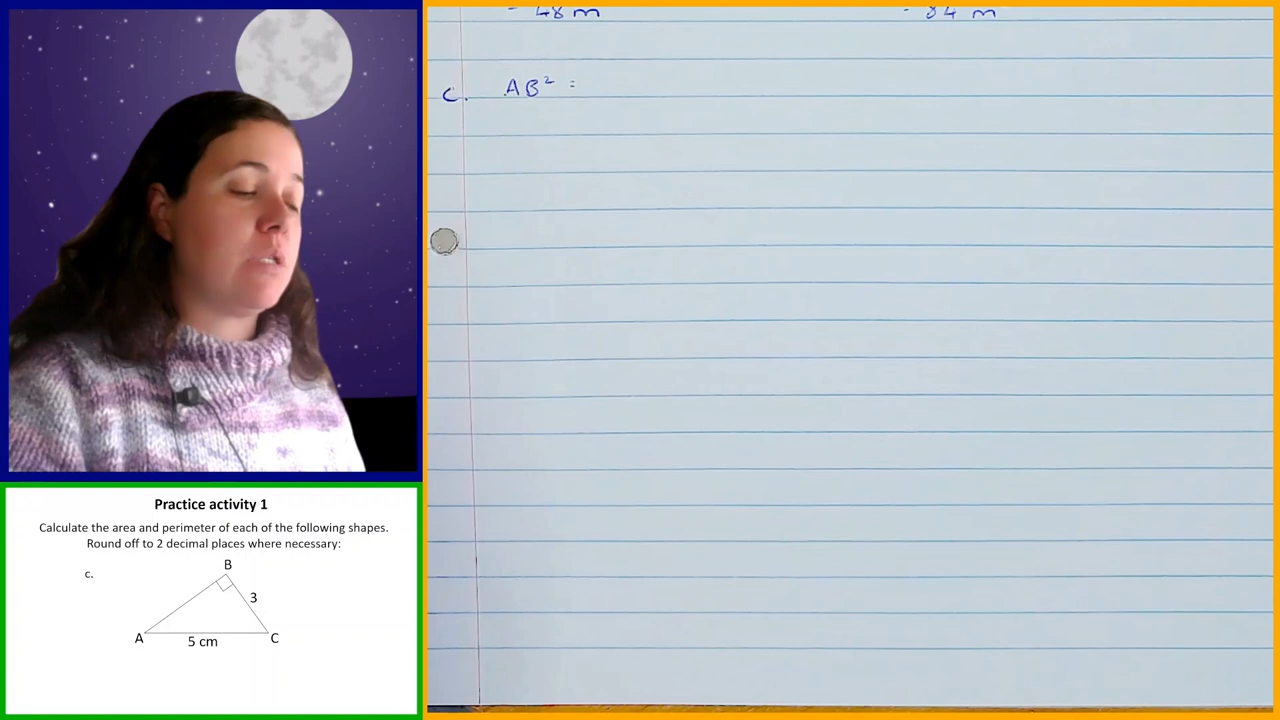 48 m
84 m
c. AB² =
Practice activity 1
Calculate the area and perimeter of each of the following shapes.
Round off to 2 decimal places where necessary:
c.
B
3
A
5 cm
C